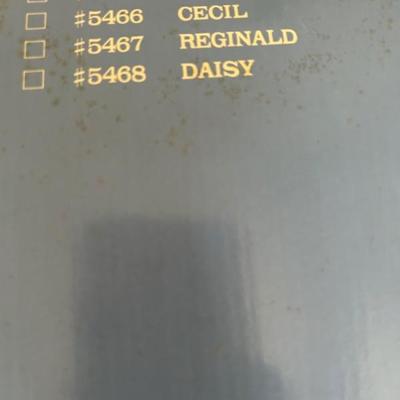 ☐ #5466 CECIL
☐ #5467 REGINALD
☐ #5468 DAISY